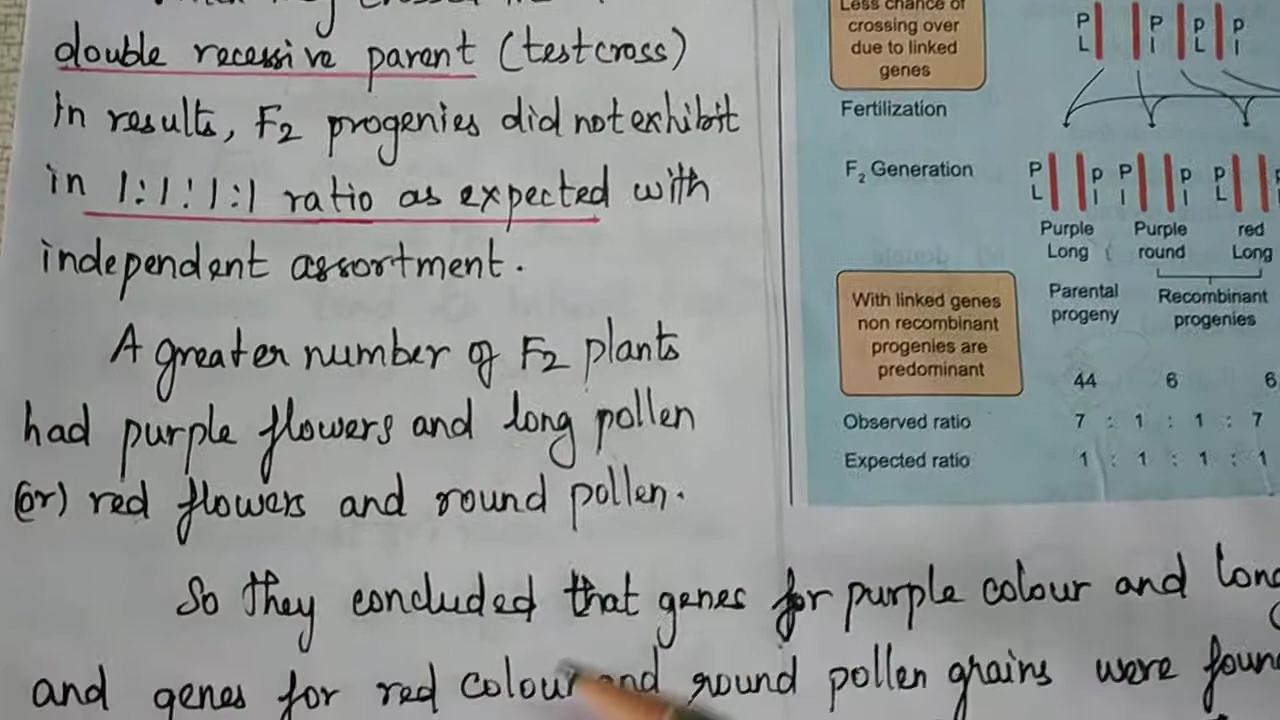 double recessive parent (testcross)
in results, F2 progenies did not exhibit
in 1:1:1:1 ratio as expected with
independent assortment.
A greater number of F2 plants
had purple flowers and long pollen
(or) red flowers and round pollen.
So they concluded that genes for purple colour and long
and genes for red colour and round pollen grains were foun
Less chance of
crossing over
due to linked
genes
P P p p
L l L l
Fertilization
F2 Generation
P p P p p p
L l l l L l
Purple Purple red
Long round Long
Parental Recombinant
progeny progenies
With linked genes
non recombinant
progenies are
predominant
44 6 6
Observed ratio 7 : 1 : 1 : 7
Expected ratio 1 : 1 : 1 : 1